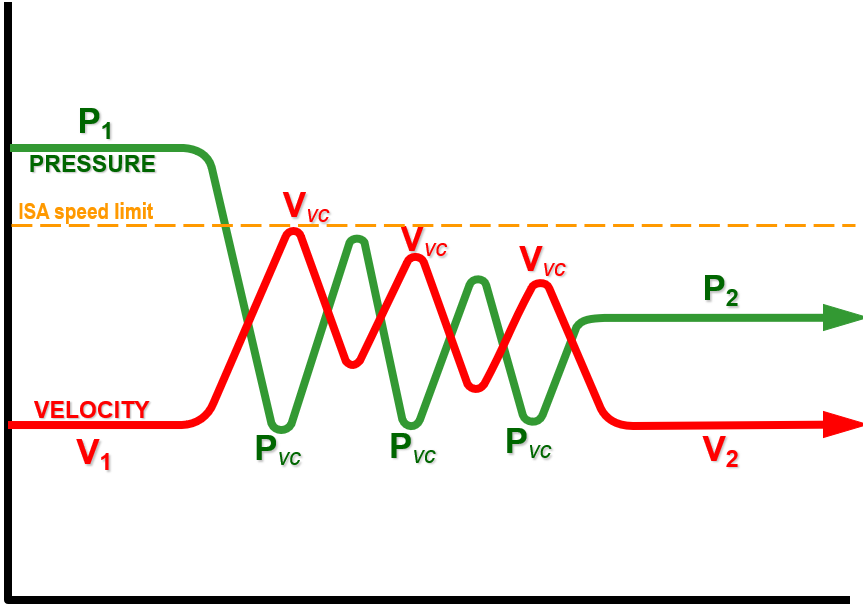 P1
PRESSURE
ISA speed limit
VVC
VVC
VVC
P2
VELOCITY
V1
PVC
PVC
PVC
V2